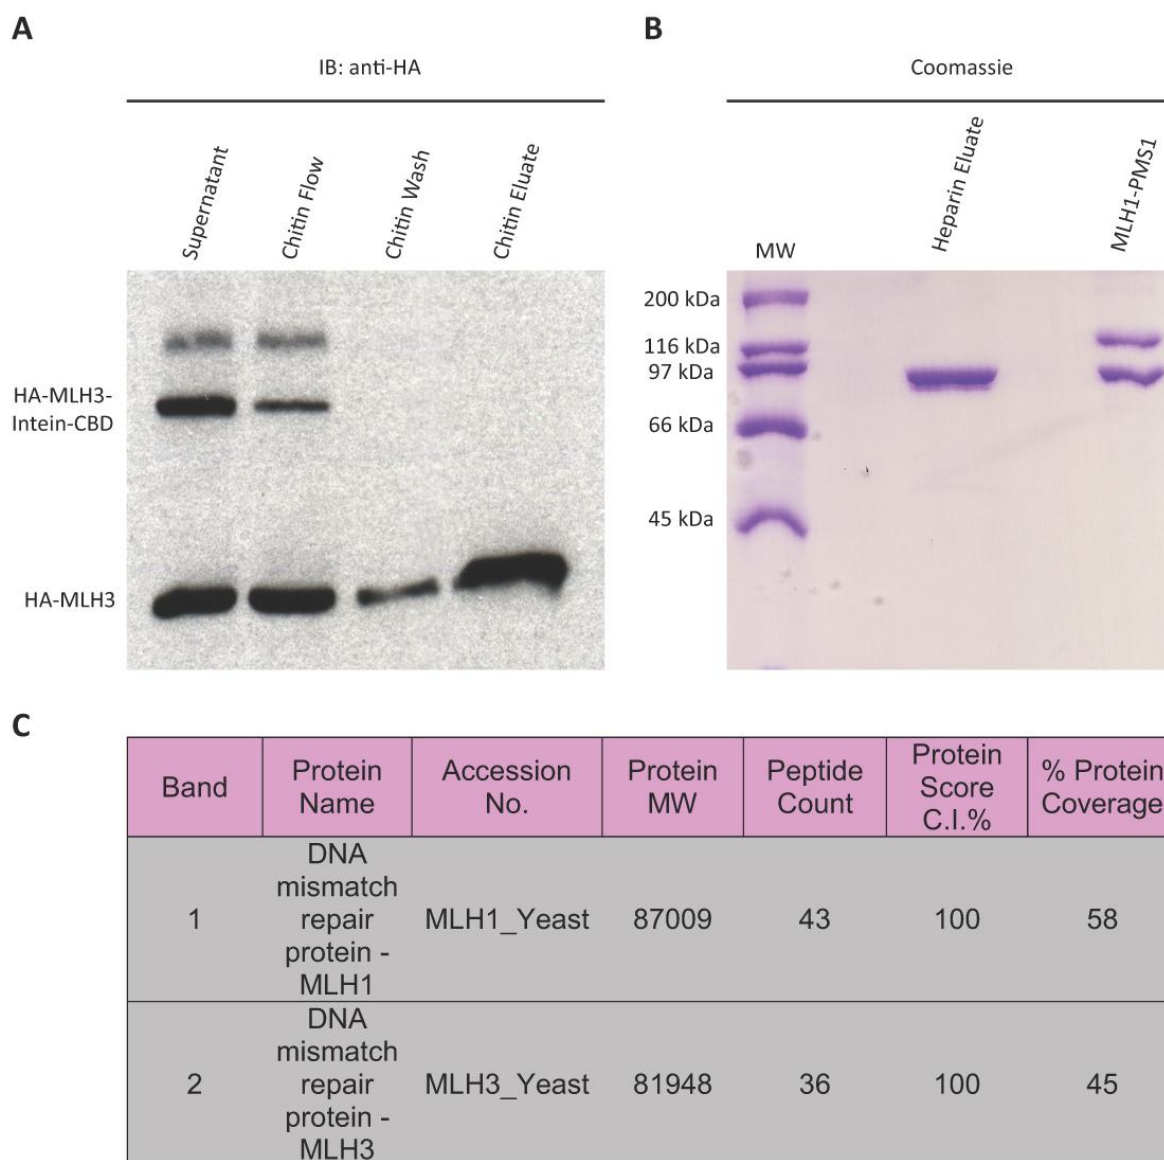 A
IB: anti-HA
Supernatant
Chitin Flow
Chitin Wash
Chitin Eluate
HA-MLH3-
Intein-CBD
HA-MLH3
B
Coomassie
MW
Heparin Eluate
MLH1-PMS1
200 kDa
116 kDa
97 kDa
66 kDa
45 kDa
C
Band
Protein
Name
Accession
No.
Protein
MW
Peptide
Count
Protein
Score
C.I.%
% Protein
Coverage
1
DNA
mismatch
repair
protein -
MLH1
MLH1_Yeast
87009
43
100
58
2
DNA
mismatch
repair
protein -
MLH3
MLH3_Yeast
81948
36
100
45